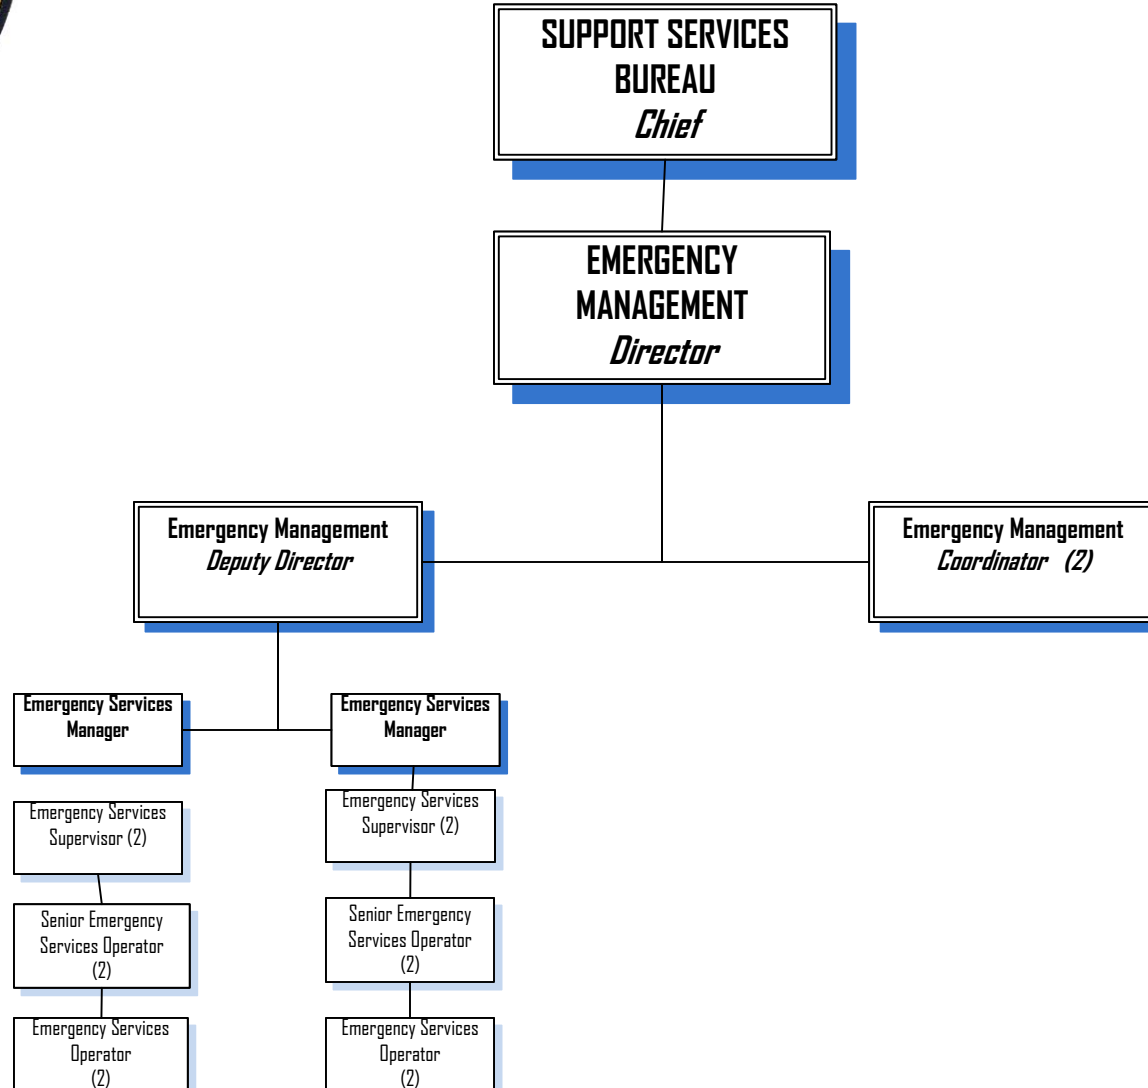 SUPPORT SERVICES
BUREAU
Chief
EMERGENCY
MANAGEMENT
Director
Emergency Management
Deputy Director
Emergency Management
Coordinator (2)
Emergency Services
Manager
Emergency Services
Manager
Emergency Services
Supervisor (2)
Emergency Services
Supervisor (2)
Senior Emergency
Services Operator
(2)
Senior Emergency
Services Operator
(2)
Emergency Services
Operator
(2)
Emergency Services
Operator
(2)